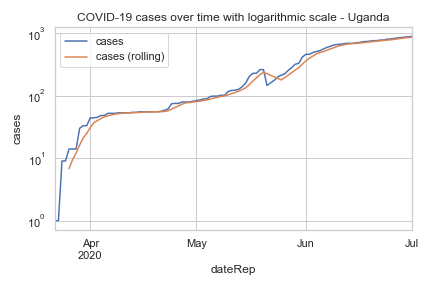 COVID-19 cases over time with logarithmic scale - Uganda
cases
cases (rolling)
10³
10²
10¹
10⁰
cases
Apr
2020
May
Jun
Jul
dateRep